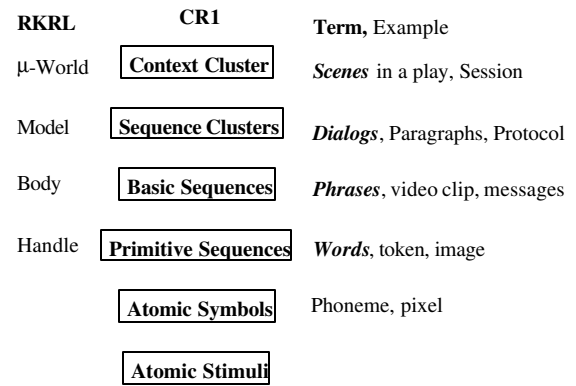 RKRL CR1 Term, Example
μ-World Context Cluster Scenes in a play, Session
Model Sequence Clusters Dialogs, Paragraphs, Protocol
Body Basic Sequences Phrases, video clip, messages
Handle Primitive Sequences Words, token, image
Atomic Symbols Phoneme, pixel
Atomic Stimuli